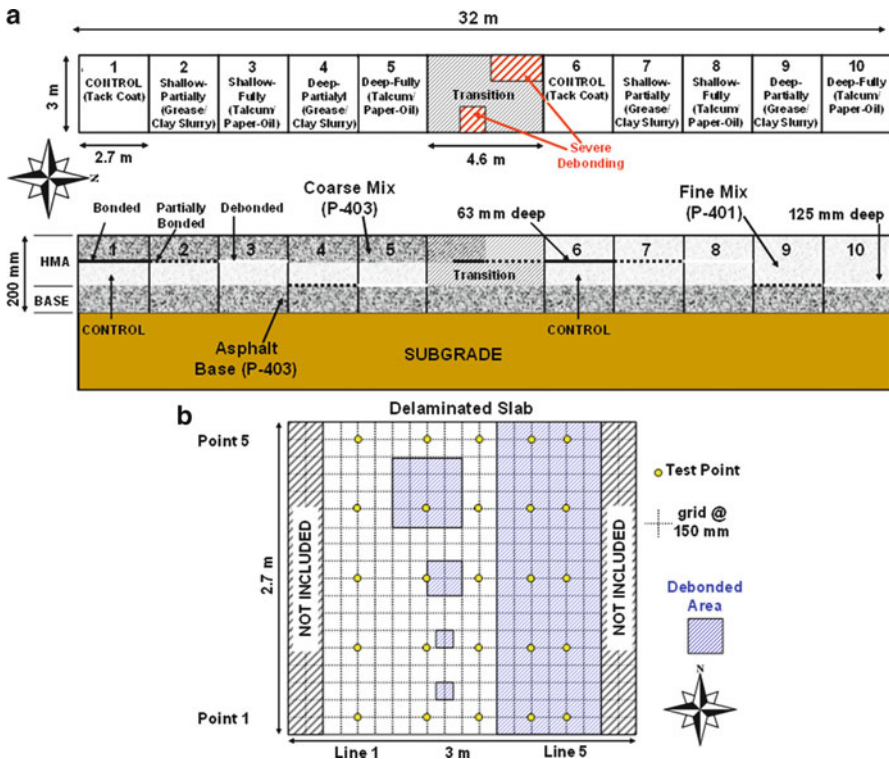 a
32 m
3 m
1
CONTROL
(Tack Coat)
2
Shallow-
Partially
(Grease/
Clay Slurry)
3
Shallow-
Fully
(Talcum/
Paper-Oil)
4
Deep-
Partialyl
(Grease/
Clay Slurry)
5
Deep-Fully
(Talcum/
Paper-Oil)
Transition
6
CONTROL
(Tack Coat)
7
Shallow-
Partially
(Grease/
Clay Slurry)
8
Shallow-
Fully
(Talcum/
Paper-Oil)
9
Deep-
Partially
(Grease/
Clay Slurry)
10
Deep-Fully
(Talcum/
Paper-Oil)
2.7 m
4.6 m
Severe
Debonding
N
Bonded
Partially
Bonded
Debonded
Coarse Mix
(P-403)
63 mm deep
Fine Mix
(P-401)
125 mm deep
200 mm
HMA
BASE
1
2
3
4
5
Transition
6
7
8
9
10
CONTROL
CONTROL
Asphalt
Base (P-403)
SUBGRADE
b
Delaminated Slab
Point 5
Point 1
2.7 m
NOT INCLUDED
NOT INCLUDED
Line 1
3 m
Line 5
Test Point
grid @
150 mm
Debonded
Area
N